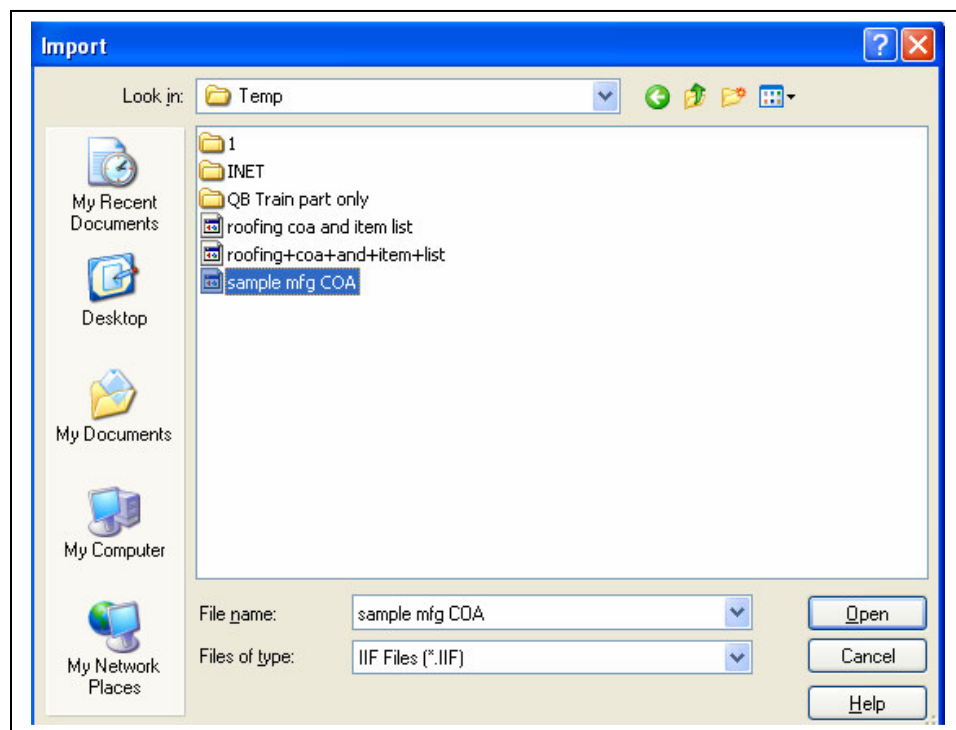 Import
Look in:
Temp
1
INET
QB Train part only
roofing coa and item list
roofing+coa+and+item+list
sample mfg COA
My Recent
Documents
Desktop
My Documents
My Computer
My Network
Places
File name:
sample mfg COA
Open
Files of type:
IIF Files (*.IIF)
Cancel
Help